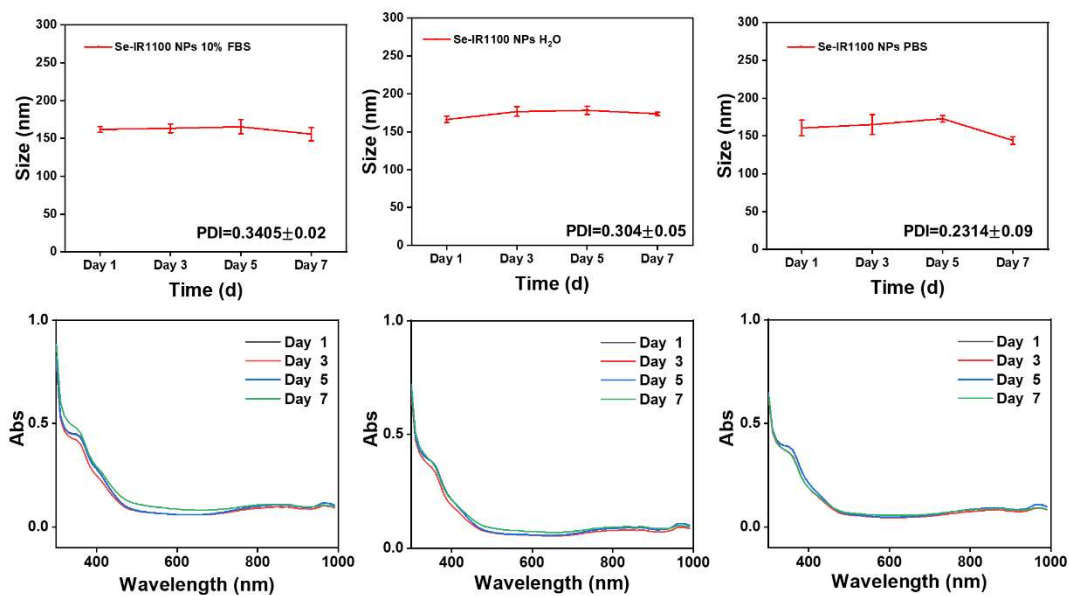 300
250
200
150
100
50
0
Size (nm)
Se-IR1100 NPs 10% FBS
PDI=0.3405±0.02
Day 1 Day 3 Day 5 Day 7
Time (d)
300
250
200
150
100
50
0
Size (nm)
Se-IR1100 NPs H₂O
PDI=0.304±0.05
Day 1 Day 3 Day 5 Day 7
Time (d)
300
250
200
150
100
50
0
Size (nm)
Se-IR1100 NPs PBS
PDI=0.2314±0.09
Day 1 Day 3 Day 5 Day 7
Time (d)
1.0
0.5
0.0
Abs
Day 1
Day 3
Day 5
Day 7
400 600 800 1000
Wavelength (nm)
1.0
0.5
0.0
Abs
Day 1
Day 3
Day 5
Day 7
400 600 800 1000
Wavelength (nm)
1.0
0.5
0.0
Abs
Day 1
Day 3
Day 5
Day 7
400 600 800 1000
Wavelength (nm)